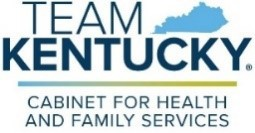 TEAM
KENTUCKY®
CABINET FOR HEALTH
AND FAMILY SERVICES